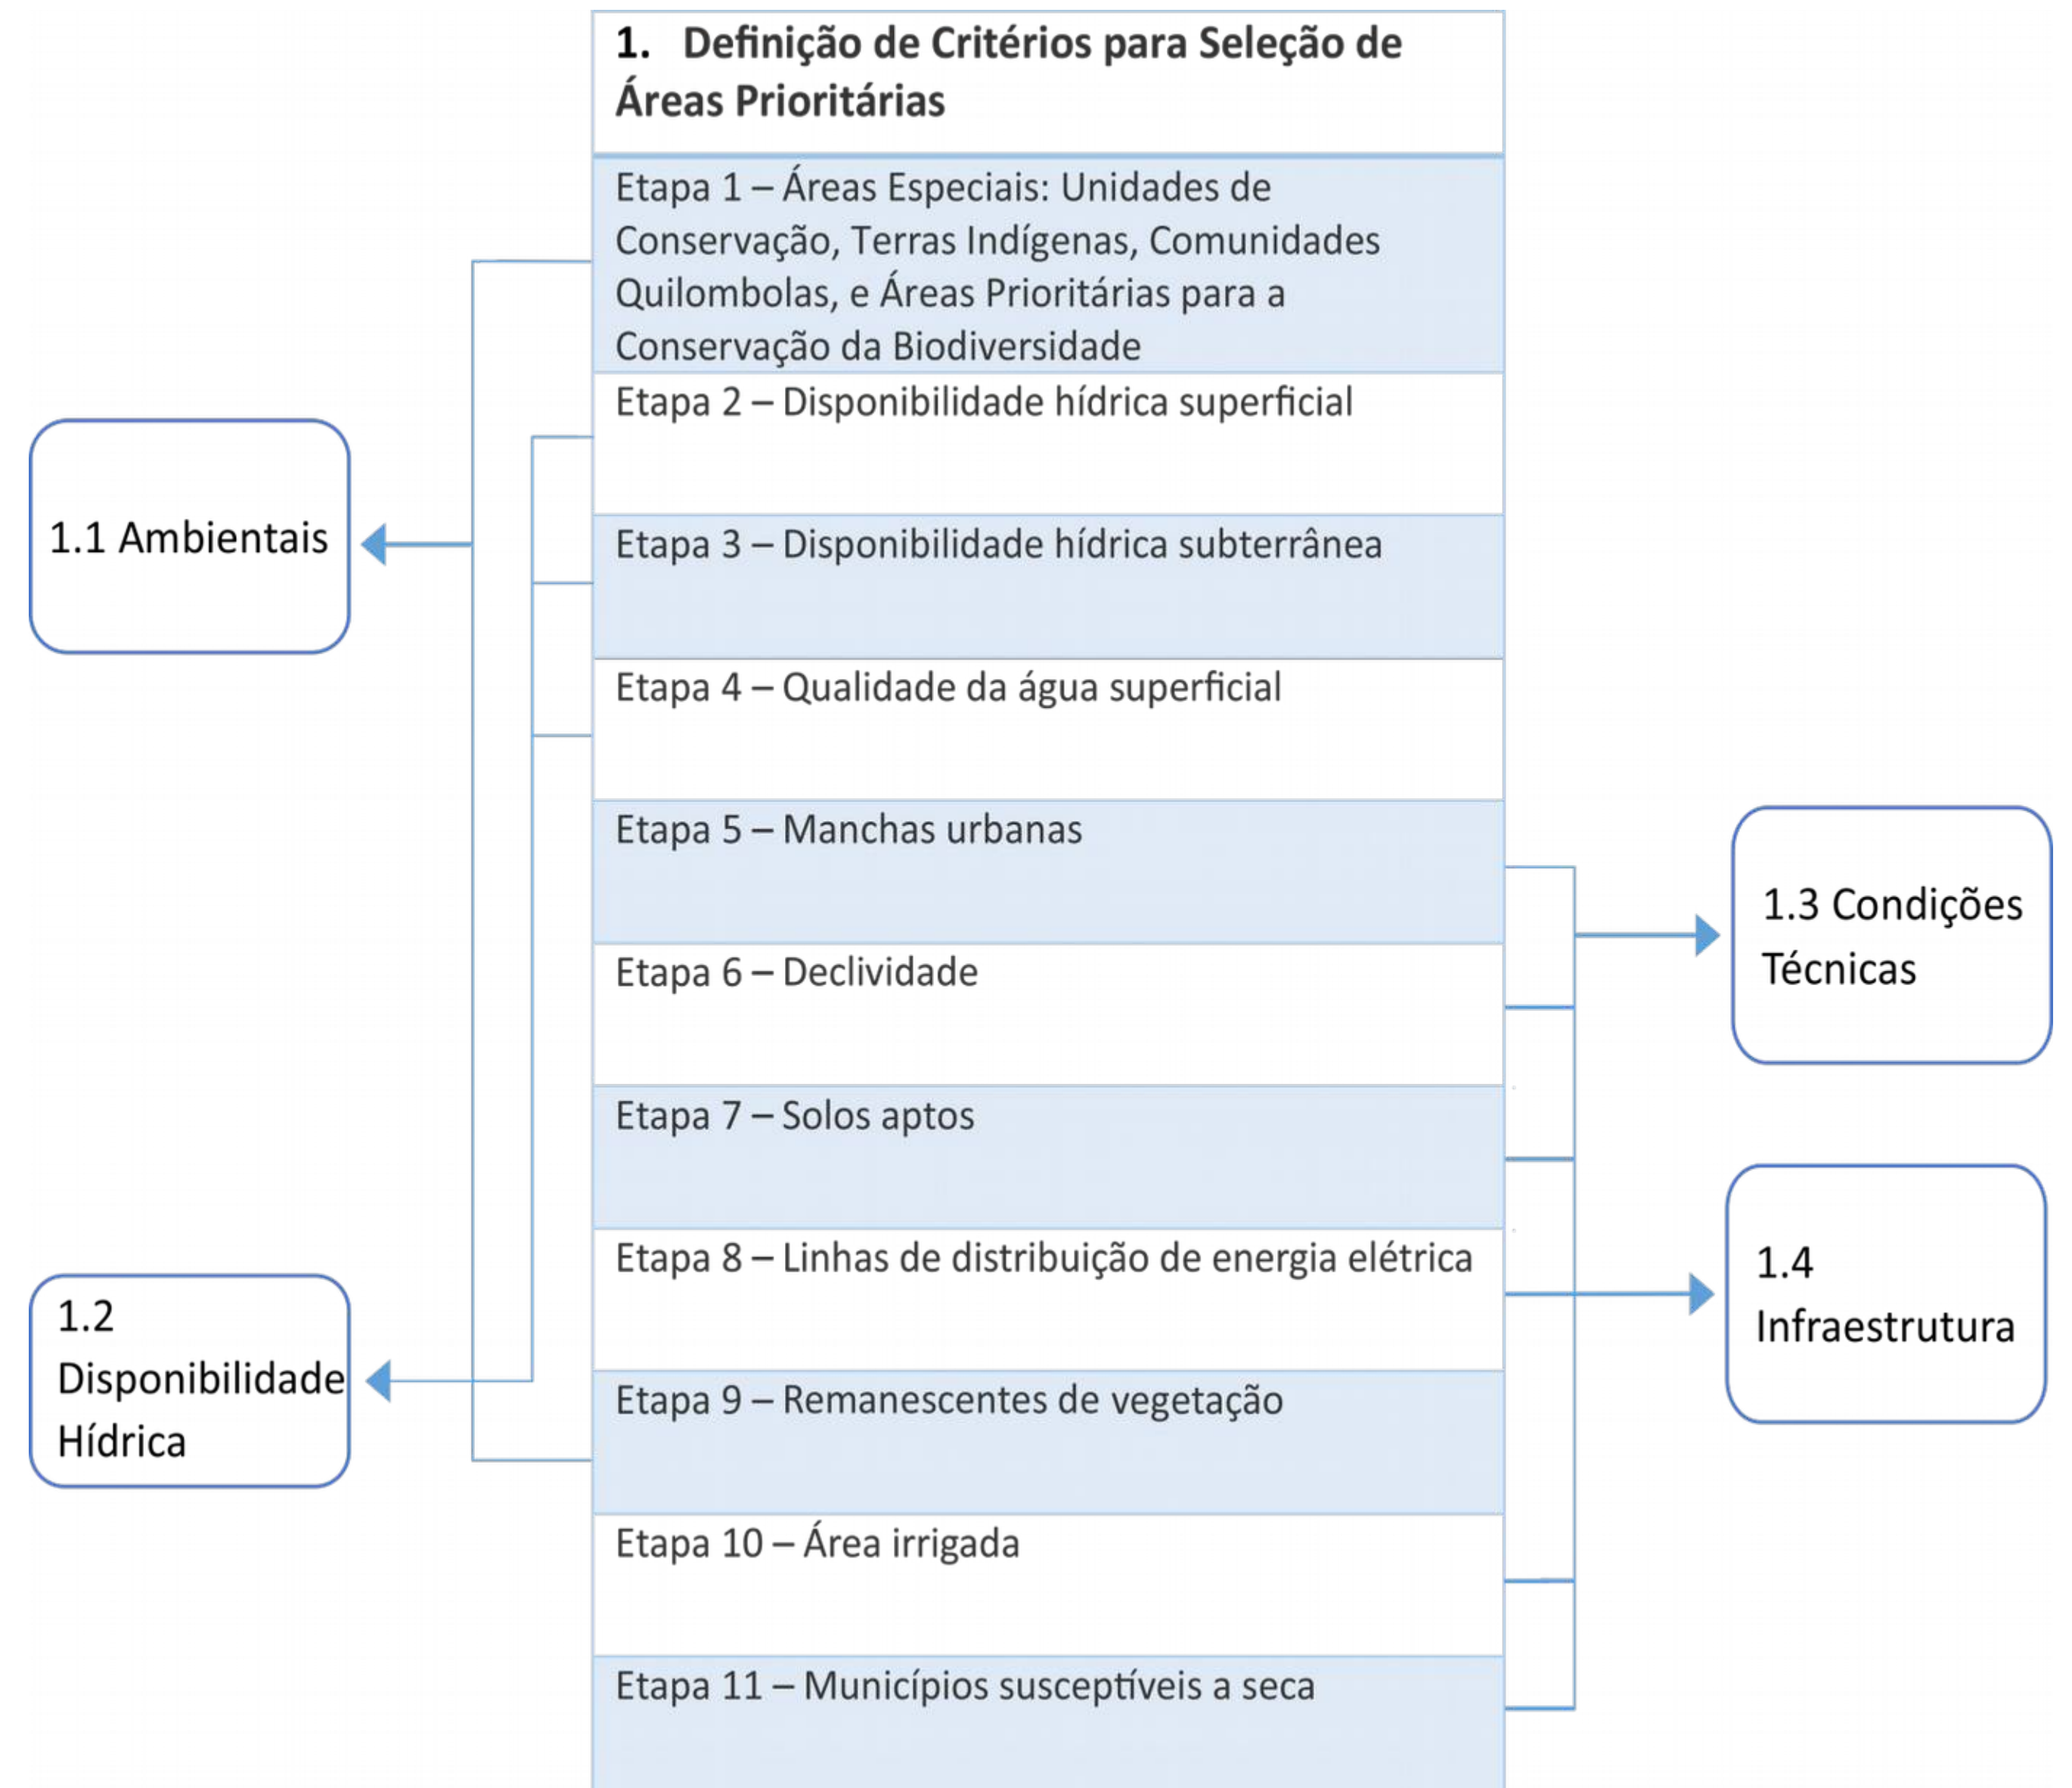 1. Definição de Critérios para Seleção de
Áreas Prioritárias
Etapa 1 – Áreas Especiais: Unidades de
Conservação, Terras Indígenas, Comunidades
Quilombolas, e Áreas Prioritárias para a
Conservação da Biodiversidade
Etapa 2 – Disponibilidade hídrica superficial
Etapa 3 – Disponibilidade hídrica subterrânea
Etapa 4 – Qualidade da água superficial
Etapa 5 – Manchas urbanas
Etapa 6 – Declividade
Etapa 7 – Solos aptos
Etapa 8 – Linhas de distribuição de energia elétrica
Etapa 9 – Remanescentes de vegetação
Etapa 10 – Área irrigada
Etapa 11 – Municípios susceptíveis a seca
1.1 Ambientais
1.2
Disponibilidade
Hídrica
1.3 Condições
Técnicas
1.4
Infraestrutura